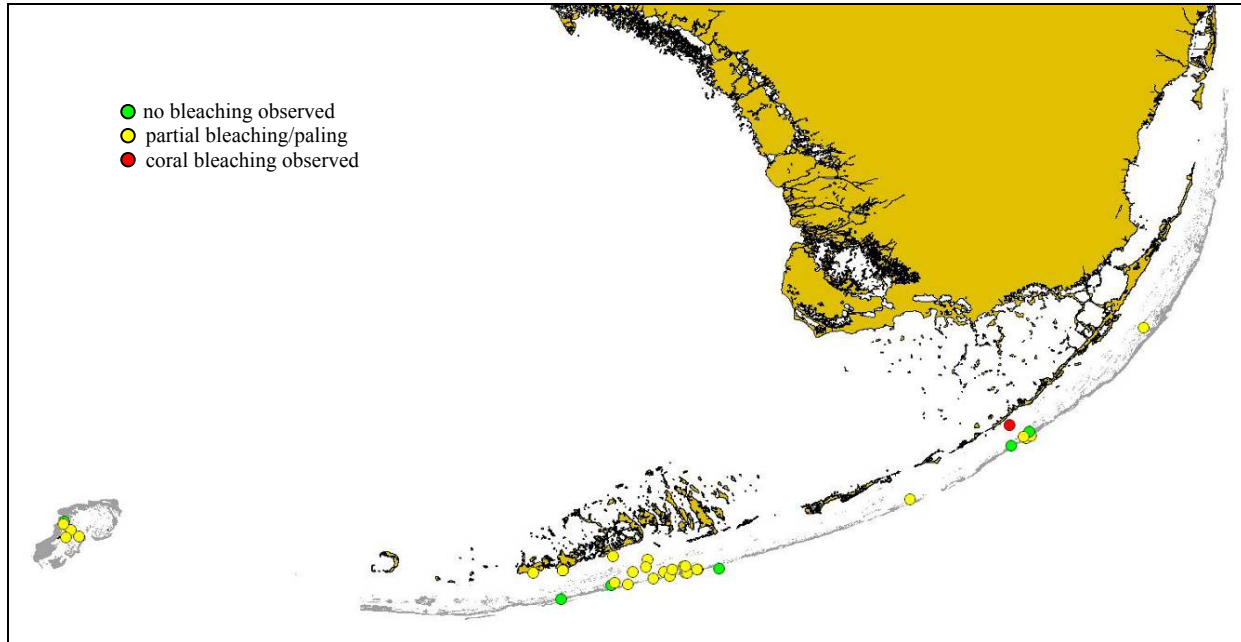 no bleaching observed
partial bleaching/paling
coral bleaching observed